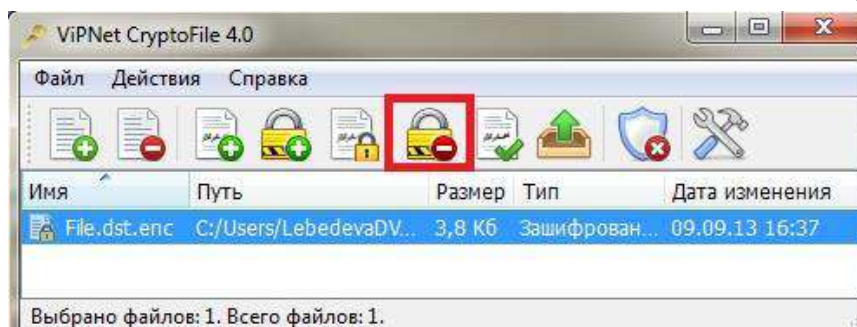 ViPNet CryptoFile 4.0
Файл Действия Справка
Имя Путь Размер Тип Дата изменения
File.dst.enc C:/Users/LebedevaDV... 3,8 Кб Зашифрован... 09.09.13 16:37
Выбрано файлов: 1. Всего файлов: 1.